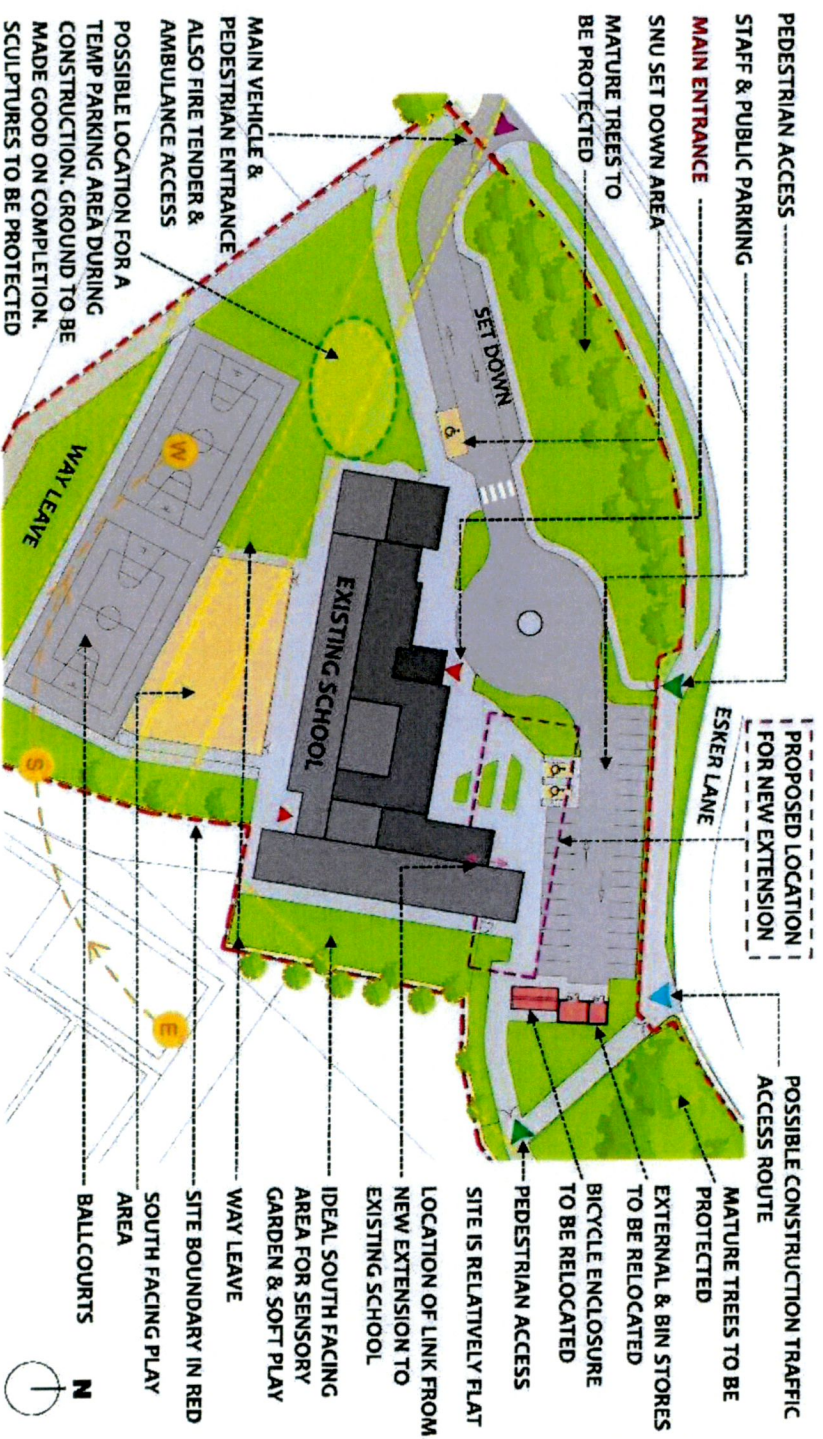 PEDESTRIAN ACCESS
STAFF & PUBLIC PARKING
MAIN ENTRANCE
SNU SET DOWN AREA
MATURE TREES TO
BE PROTECTED
MAIN VEHICLE &
PEDESTRIAN ENTRANCE
ALSO FIRE TENDER &
AMBULANCE ACCESS
POSSIBLE LOCATION FOR A
TEMP PARKING AREA DURING
CONSTRUCTION. GROUND TO BE
MADE GOOD ON COMPLETION.
SCULPTURES TO BE PROTECTED
PROPOSED LOCATION
FOR NEW EXTENSION
ESKER LANE
SET DOWN
EXISTING SCHOOL
WAY LEAVE
W
S
E
POSSIBLE CONSTRUCTION TRAFFIC
ACCESS ROUTE
MATURE TREES TO BE
PROTECTED
EXTERNAL & BIN STORES
TO BE RELOCATED
BICYCLE ENCLOSURE
TO BE RELOCATED
PEDESTRIAN ACCESS
SITE IS RELATIVELY FLAT
LOCATION OF LINK FROM
NEW EXTENSION TO
EXISTING SCHOOL
IDEAL SOUTH FACING
AREA FOR SENSORY
GARDEN & SOFT PLAY
WAY LEAVE
SITE BOUNDARY IN RED
SOUTH FACING PLAY
AREA
BALLCOURTS
N